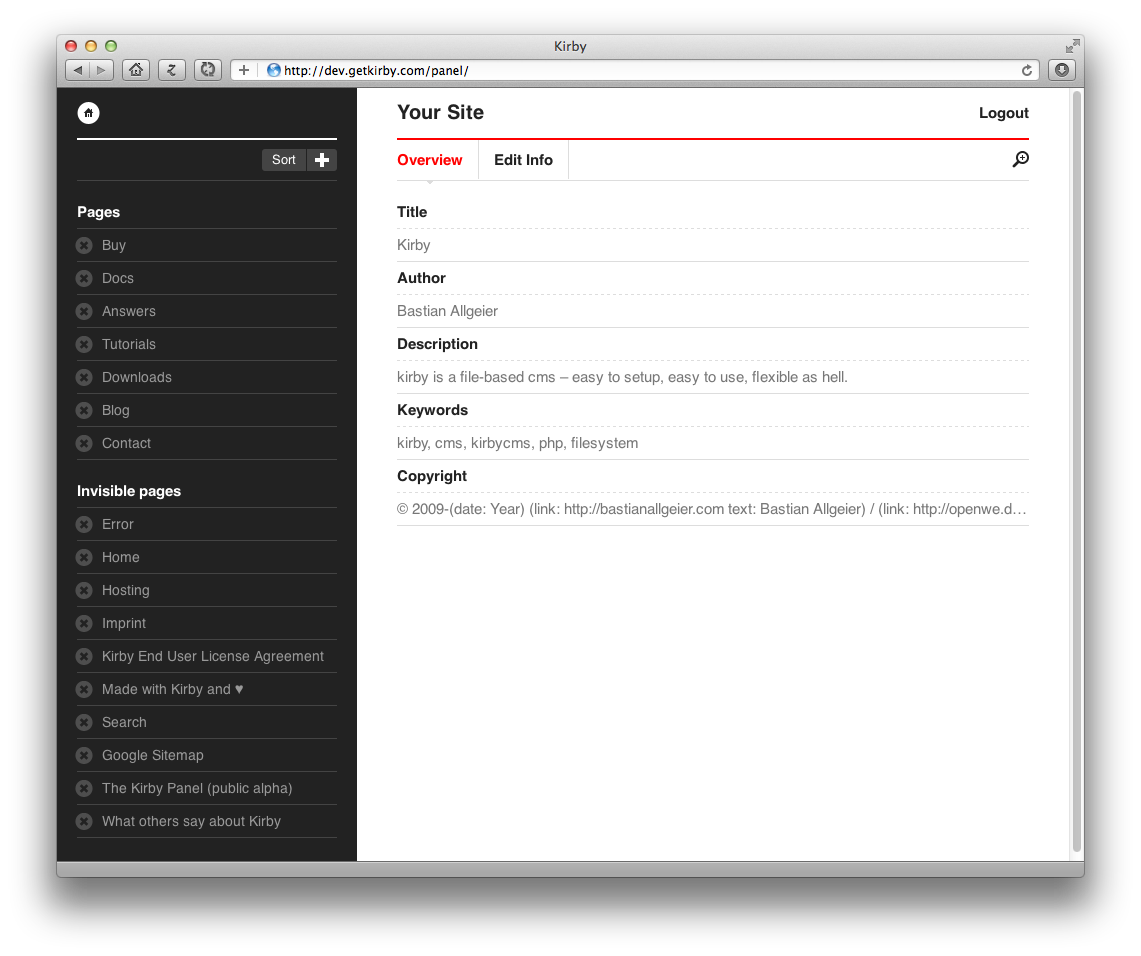 Kirby
http://dev.getkirby.com/panel/
Your Site
Logout
Sort
Overview
Edit Info
Pages
Buy
Docs
Answers
Tutorials
Downloads
Blog
Contact
Invisible pages
Error
Home
Hosting
Imprint
Kirby End User License Agreement
Made with Kirby and ♥
Search
Google Sitemap
The Kirby Panel (public alpha)
What others say about Kirby
Title
Kirby
Author
Bastian Allgeier
Description
kirby is a file-based cms – easy to setup, easy to use, flexible as hell.
Keywords
kirby, cms, kirbycms, php, filesystem
Copyright
© 2009-(date: Year) (link: http://bastianallgeier.com text: Bastian Allgeier) / (link: http://openwe.d…